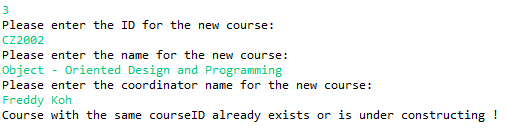 3
Please enter the ID for the new course:
CZ2002
Please enter the name for the new course:
Object - Oriented Design and Programming
Please enter the coordinator name for the new course:
Freddy Koh
Course with the same courseID already exists or is under constructing !